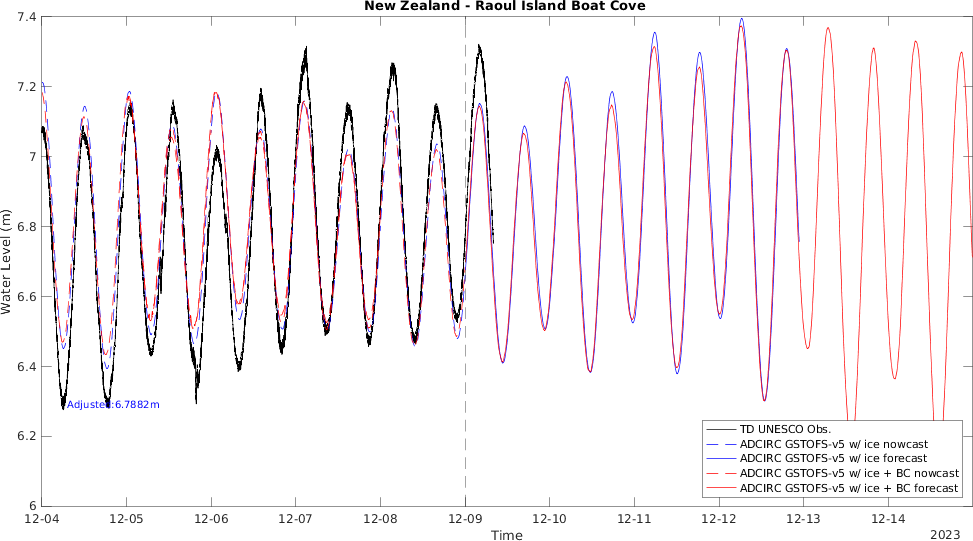 New Zealand - Raoul Island Boat Cove
7.4
7.2
7
6.8
6.6
6.4
6.2
6
Water Level (m)
Adjusted:6.7882m
TD UNESCO Obs.
ADCIRC GSTOFS-v5 w/ ice nowcast
ADCIRC GSTOFS-v5 w/ ice forecast
ADCIRC GSTOFS-v5 w/ ice + BC nowcast
ADCIRC GSTOFS-v5 w/ ice + BC forecast
12-04 12-05 12-06 12-07 12-08 12-09 12-10 12-11 12-12 12-13 12-14
Time
2023